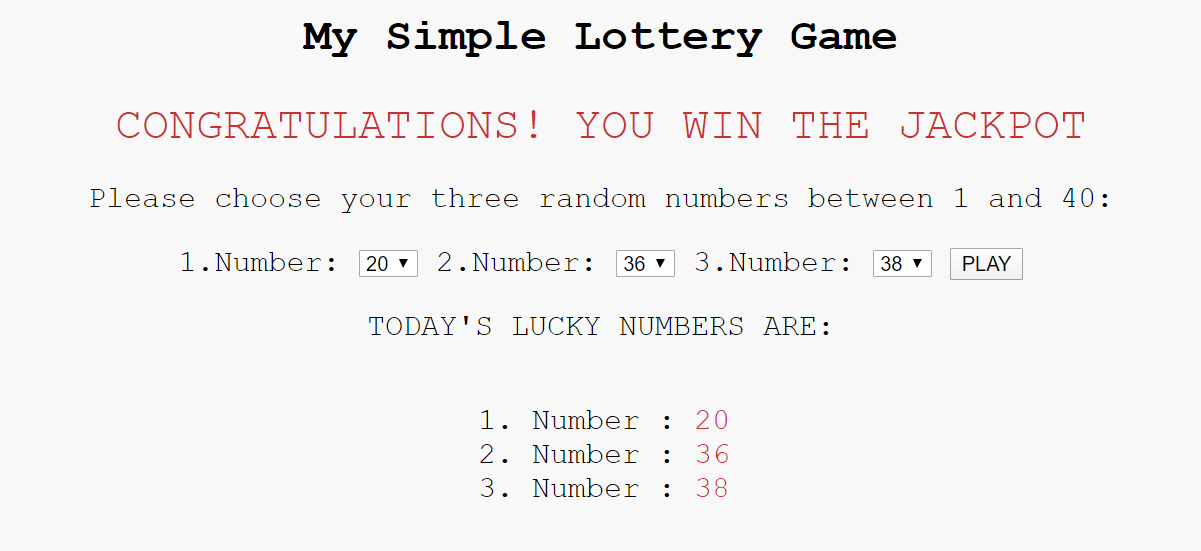 My Simple Lottery Game
CONGRATULATIONS! YOU WIN THE JACKPOT
Please choose your three random numbers between 1 and 40:
1.Number: 20 2.Number: 36 3.Number: 38 PLAY
TODAY'S LUCKY NUMBERS ARE:
1. Number : 20
2. Number : 36
3. Number : 38